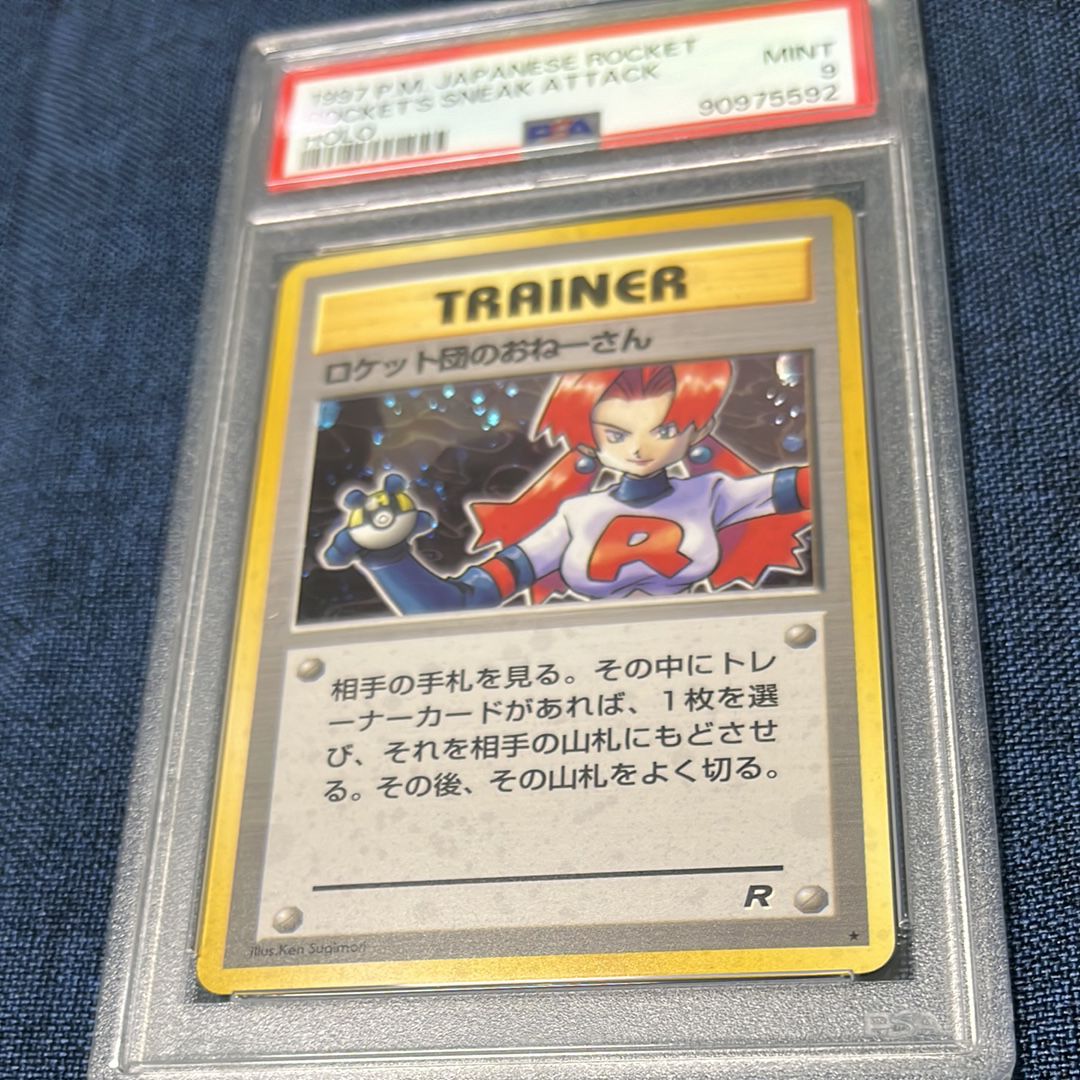 1997 P.M. JAPANESE ROCKET
ROCKET'S SNEAK ATTACK
HOLO
MINT
9
90975592
PSA
TRAINER
ロケット団のおねーさん
R
相手の手札を見る。その中にトレ
ーナーカードがあれば、1枚を選
び、それを相手の山札にもどさせ
る。その後、その山札をよく切る。
R
illus.Ken Sugimori
PSA